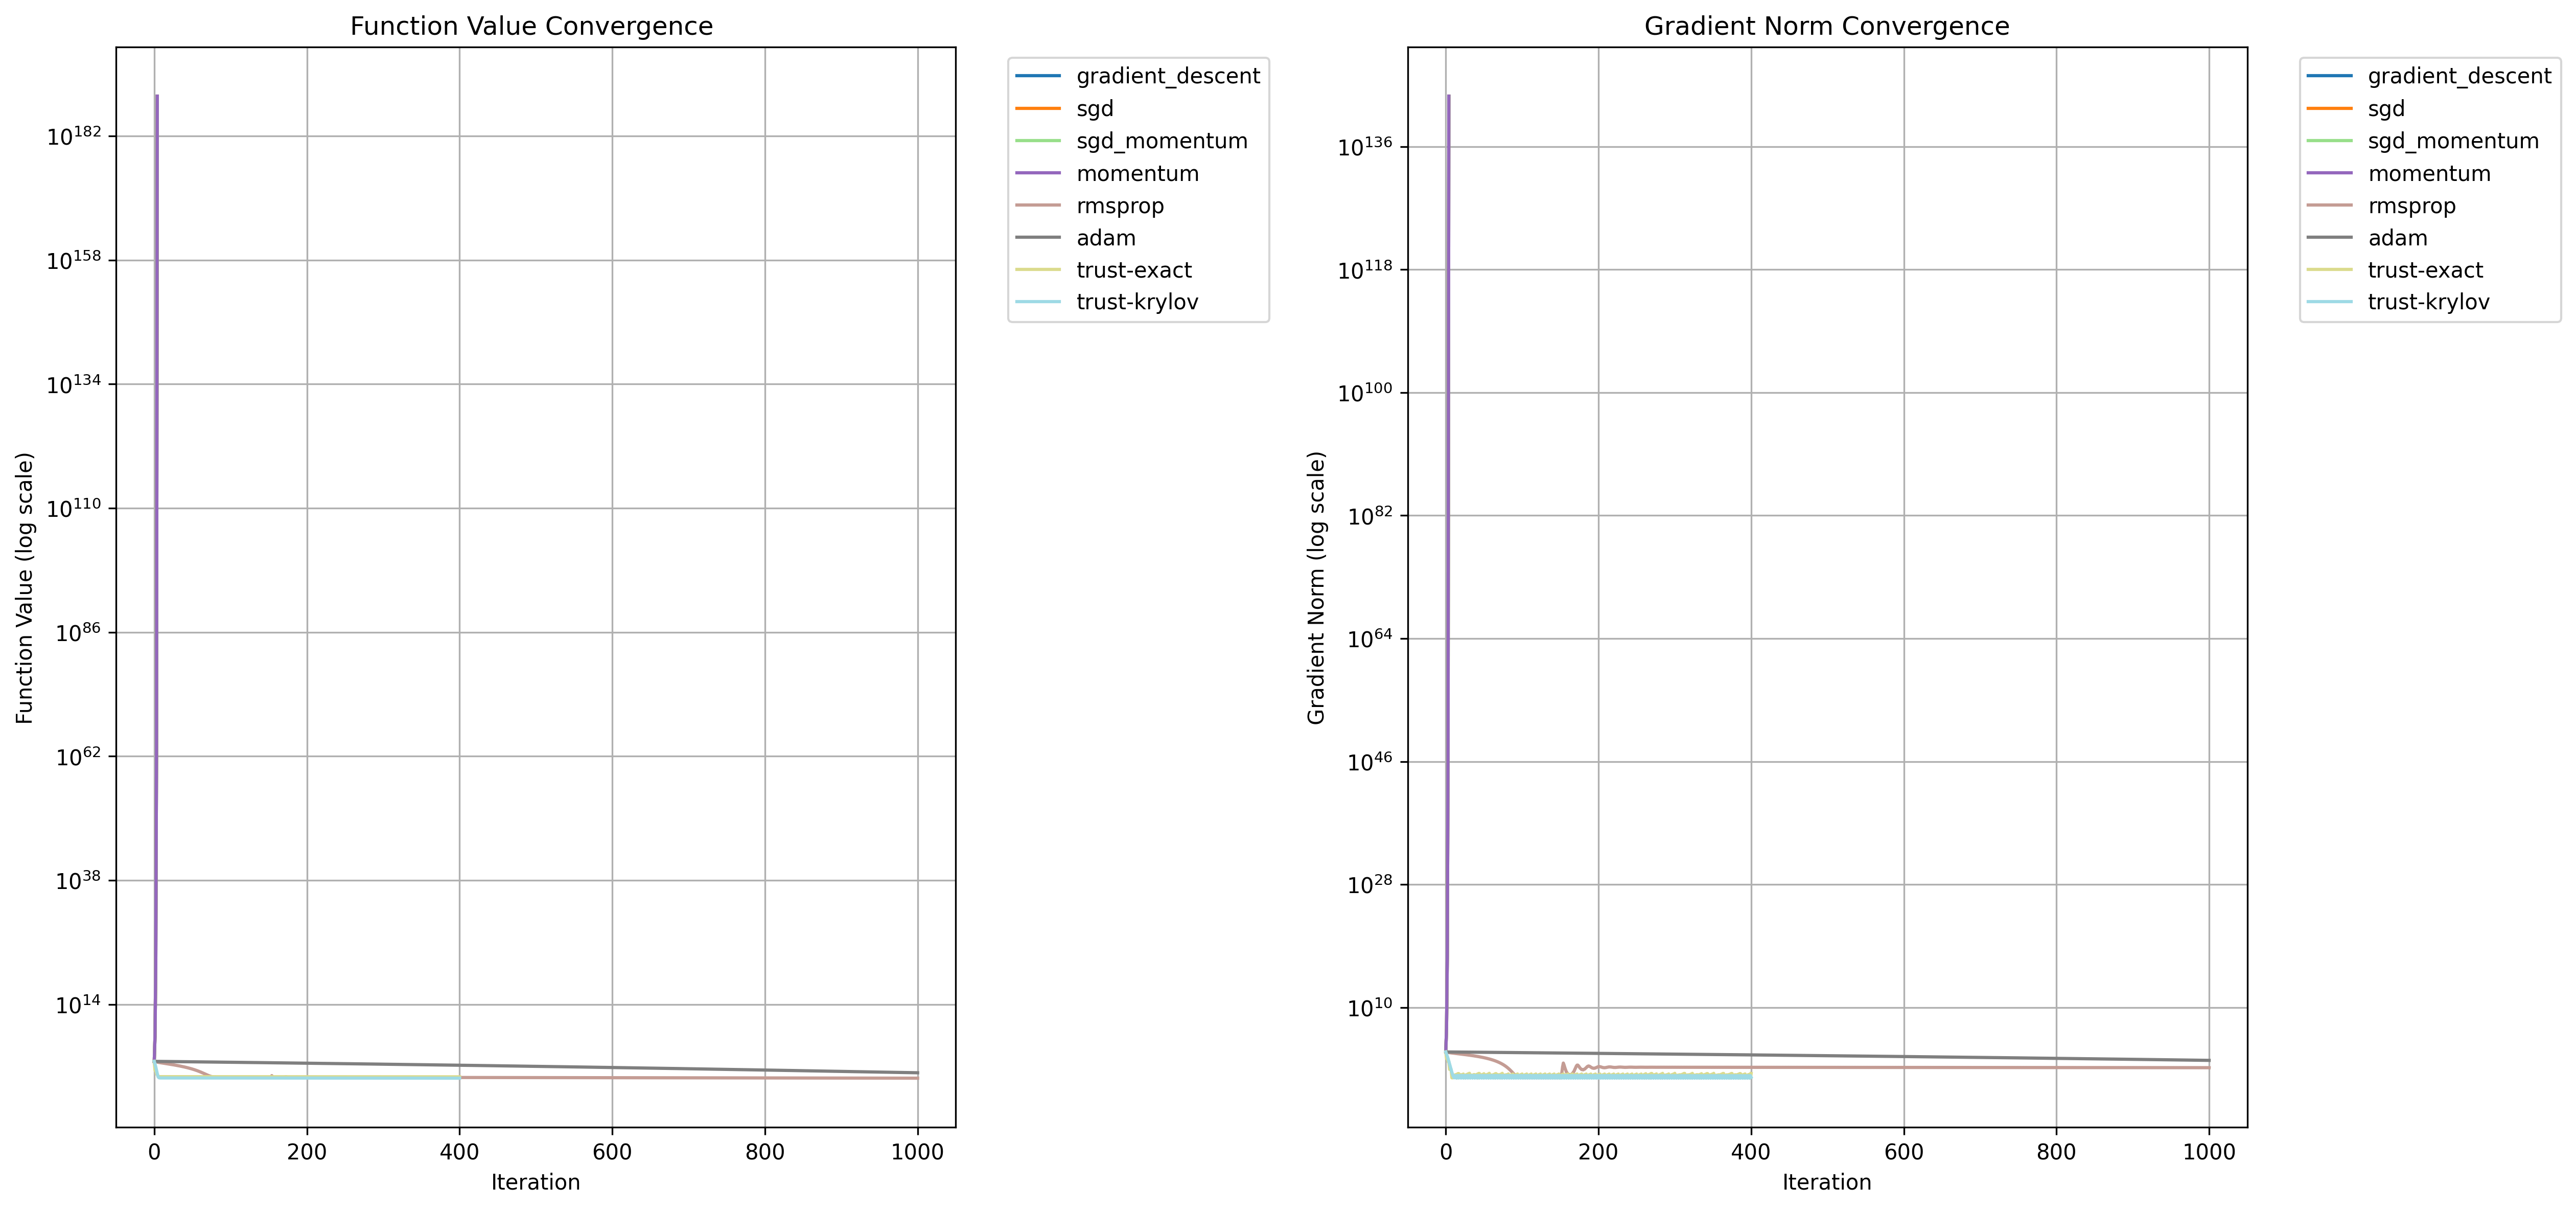 Function Value Convergence
Function Value (log scale)
10^182
10^158
10^134
10^110
10^86
10^62
10^38
10^14
0 200 400 600 800 1000
Iteration
gradient_descent
sgd
sgd_momentum
momentum
rmsprop
adam
trust-exact
trust-krylov
Gradient Norm Convergence
Gradient Norm (log scale)
10^136
10^118
10^100
10^82
10^64
10^46
10^28
10^10
0 200 400 600 800 1000
Iteration
gradient_descent
sgd
sgd_momentum
momentum
rmsprop
adam
trust-exact
trust-krylov